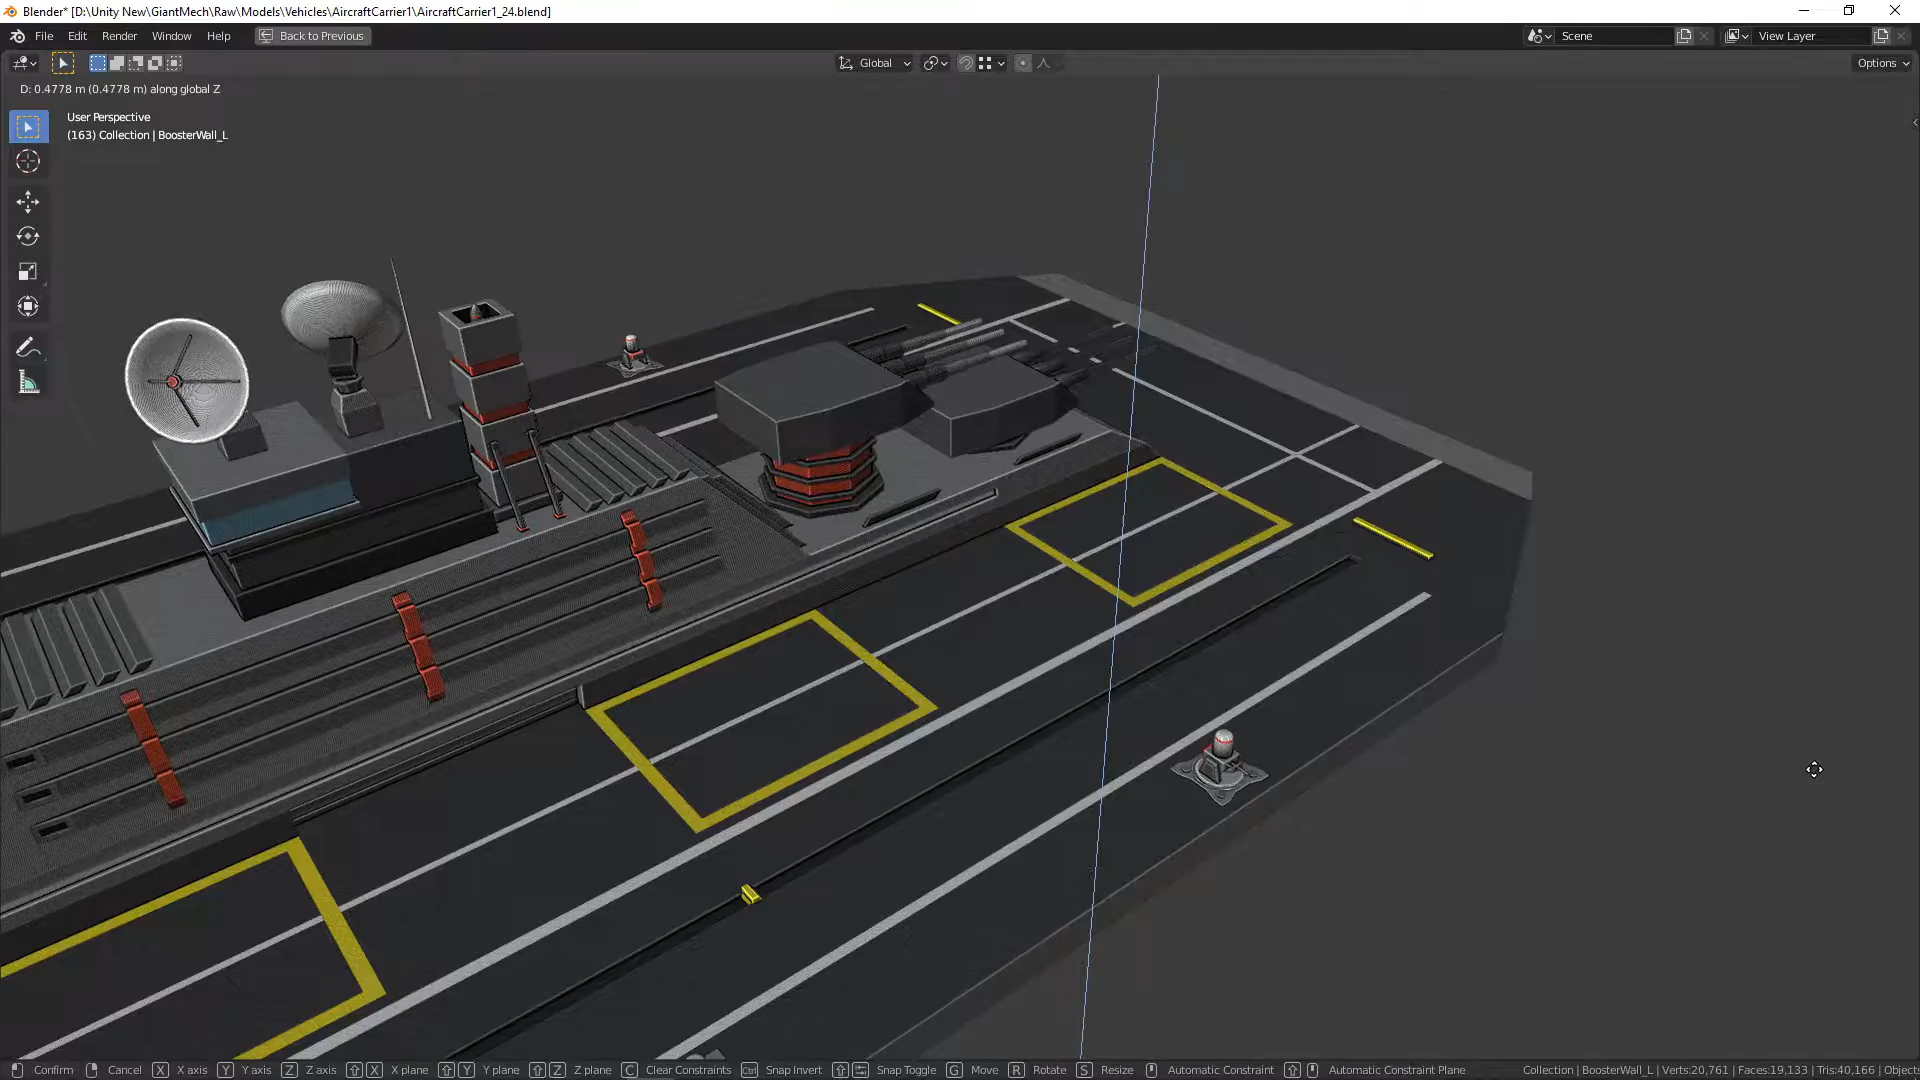 Blender* [D:\Unity New\GiantMech\Raw\Models\Vehicles\AircraftCarrier1\AircraftCarrier1_24.blend]
File Edit Render Window Help Back to Previous Scene View Layer
Global Options
D: 0.4778 m (0.4778 m) along global Z
User Perspective
(163) Collection | BoosterWall_L
Confirm Cancel X X axis Y Y axis Z Z axis X X plane Y Y plane Z Z plane C Clear Constraints Ctrl Snap Invert Snap Toggle G Move R Rotate S Resize Automatic Constraint Automatic Constraint Plane Collection | BoosterWall_L | Verts:20,761 | Faces:19,133 | Tris:40,166 | Objects